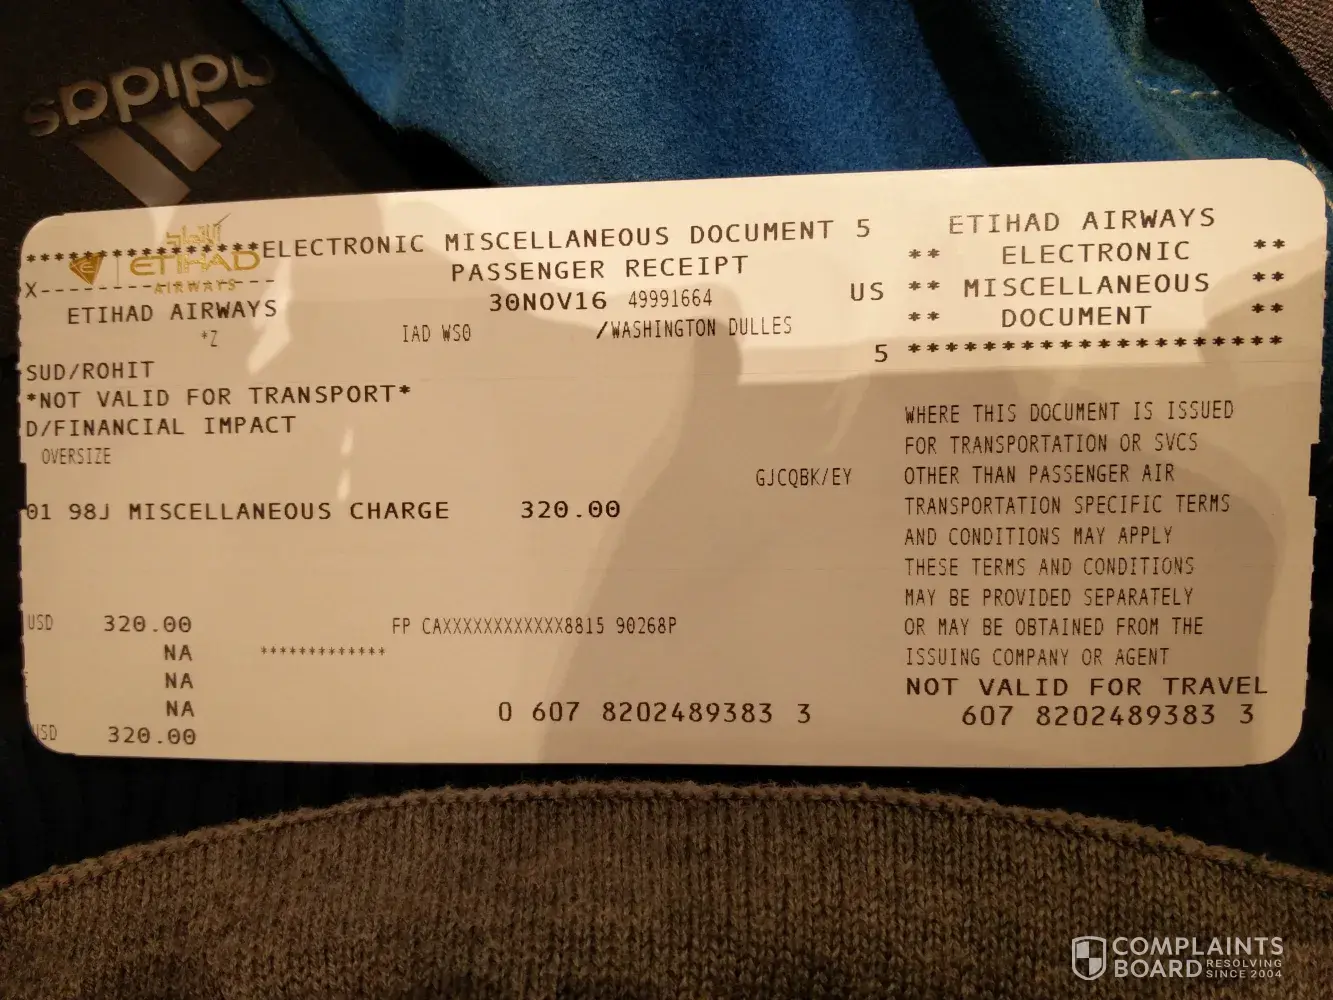 adidas
الإتحاد
ETIHAD
AIRWAYS
*******************ELECTRONIC MISCELLANEOUS DOCUMENT 5
PASSENGER RECEIPT
X--------------------
ETIHAD AIRWAYS
30NOV16 49991664
US
*Z
IAD WS0
/WASHINGTON DULLES
5
SUD/ROHIT
*NOT VALID FOR TRANSPORT*
D/FINANCIAL IMPACT
OVERSIZE
GJCQBK/EY
01 98J MISCELLANEOUS CHARGE 320.00
USD 320.00
FP CAXXXXXXXXXXXX8815 90268P
NA *************
NA
NA
0 607 8202489383 3
USD 320.00
ETIHAD AIRWAYS
** ELECTRONIC **
** MISCELLANEOUS **
** DOCUMENT **
********************
WHERE THIS DOCUMENT IS ISSUED
FOR TRANSPORTATION OR SVCS
OTHER THAN PASSENGER AIR
TRANSPORTATION SPECIFIC TERMS
AND CONDITIONS MAY APPLY
THESE TERMS AND CONDITIONS
MAY BE PROVIDED SEPARATELY
OR MAY BE OBTAINED FROM THE
ISSUING COMPANY OR AGENT
NOT VALID FOR TRAVEL
607 8202489383 3
COMPLAINTS
BOARD RESOLVING
SINCE 2004